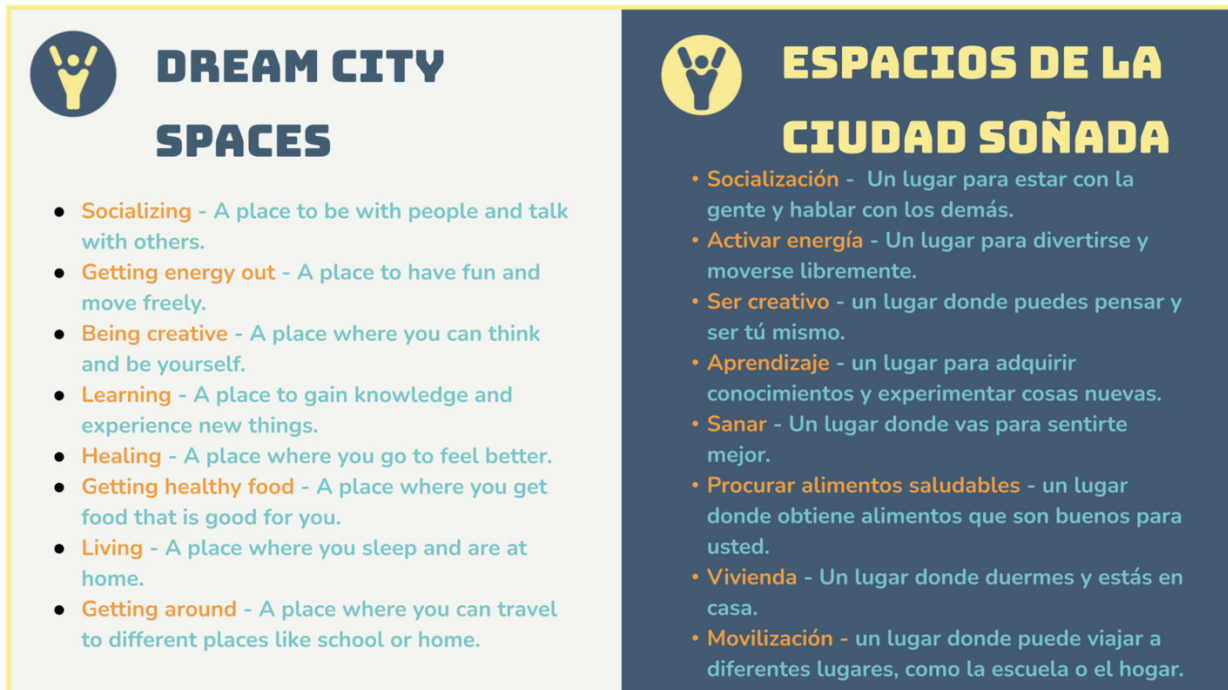 DREAM CITY
SPACES
● Socializing - A place to be with people and talk
with others.
● Getting energy out - A place to have fun and
move freely.
● Being creative - A place where you can think
and be yourself.
● Learning - A place to gain knowledge and
experience new things.
● Healing - A place where you go to feel better.
● Getting healthy food - A place where you get
food that is good for you.
● Living - A place where you sleep and are at
home.
● Getting around - A place where you can travel
to different places like school or home.
ESPACIOS DE LA
CIUDAD SOÑADA
• Socialización - Un lugar para estar con la
gente y hablar con los demás.
• Activar energía - Un lugar para divertirse y
moverse libremente.
• Ser creativo - un lugar donde puedes pensar y
ser tú mismo.
• Aprendizaje - un lugar para adquirir
conocimientos y experimentar cosas nuevas.
• Sanar - Un lugar donde vas para sentirte
mejor.
• Procurar alimentos saludables - un lugar
donde obtiene alimentos que son buenos para
usted.
• Vivienda - Un lugar donde duermes y estás en
casa.
• Movilización - un lugar donde puede viajar a
diferentes lugares, como la escuela o el hogar.